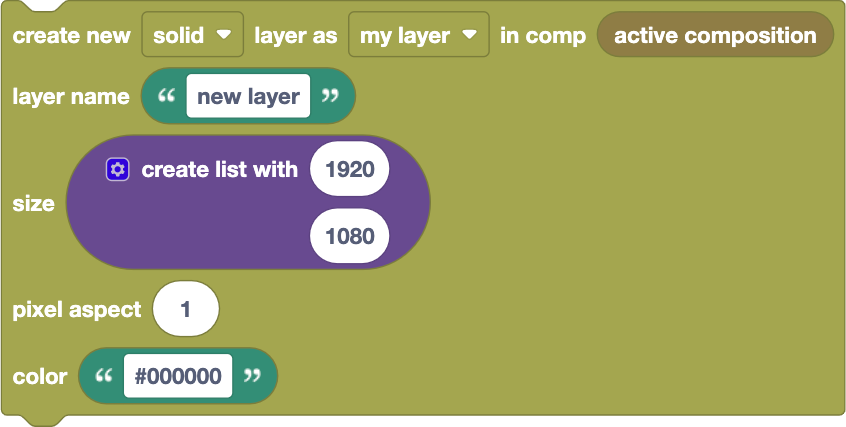 create new solid layer as my layer in comp active composition
layer name “ new layer ”
create list with 1920
size
1080
pixel aspect 1
color “ #000000 ”